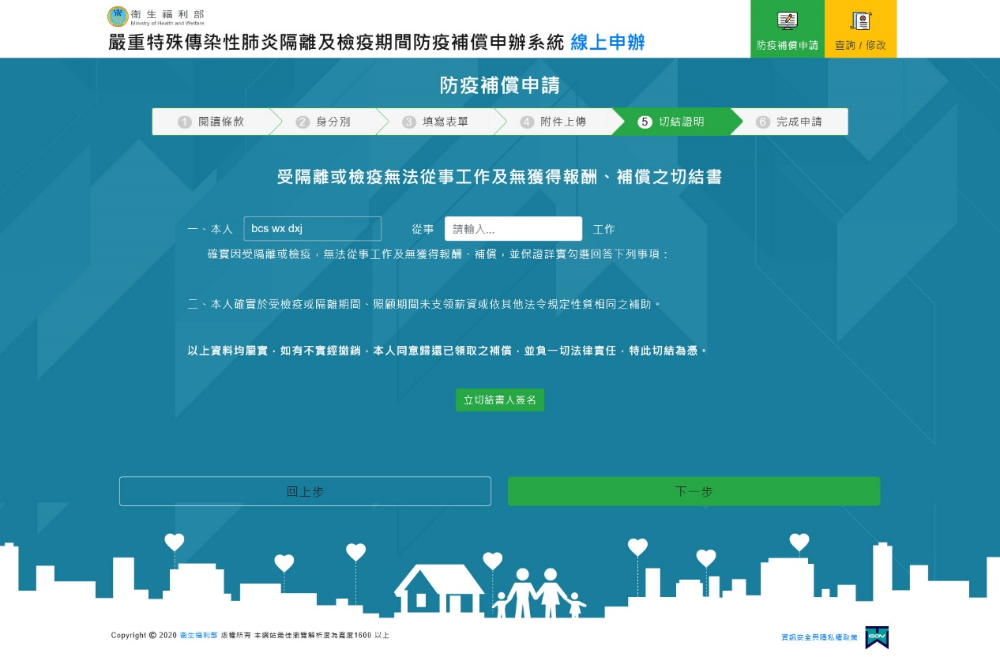 衛生福利部
Ministry of Health and Welfare
嚴重特殊傳染性肺炎隔離及檢疫期間防疫補償申辦系統 線上申辦
防疫補償申請
查詢 / 修改
防疫補償申請
1 閱讀條款
2 身分別
3 填寫表單
4 附件上傳
5 切結證明
6 完成申請
受隔離或檢疫無法從事工作及無獲得報酬、補償之切結書
一、本人 bcs wx dxj 從事 請輸入... 工作
確實因受隔離或檢疫，無法從事工作及無獲得報酬、補償，並保證詳實勾選回答下列事項：
二、本人確實於受檢疫或隔離期間、照顧期間未支領薪資或依其他法令規定性質相同之補助。
以上資料均屬實，如有不實經撤銷，本人同意歸還已領取之補償，並負一切法律責任，特此切結為憑。
立切結書人簽名
回上步
下一步
Copyright © 2020 衛生福利部 版權所有 本網站最佳瀏覽解析度為寬度1600 以上
資訊安全與隱私權政策
GOV